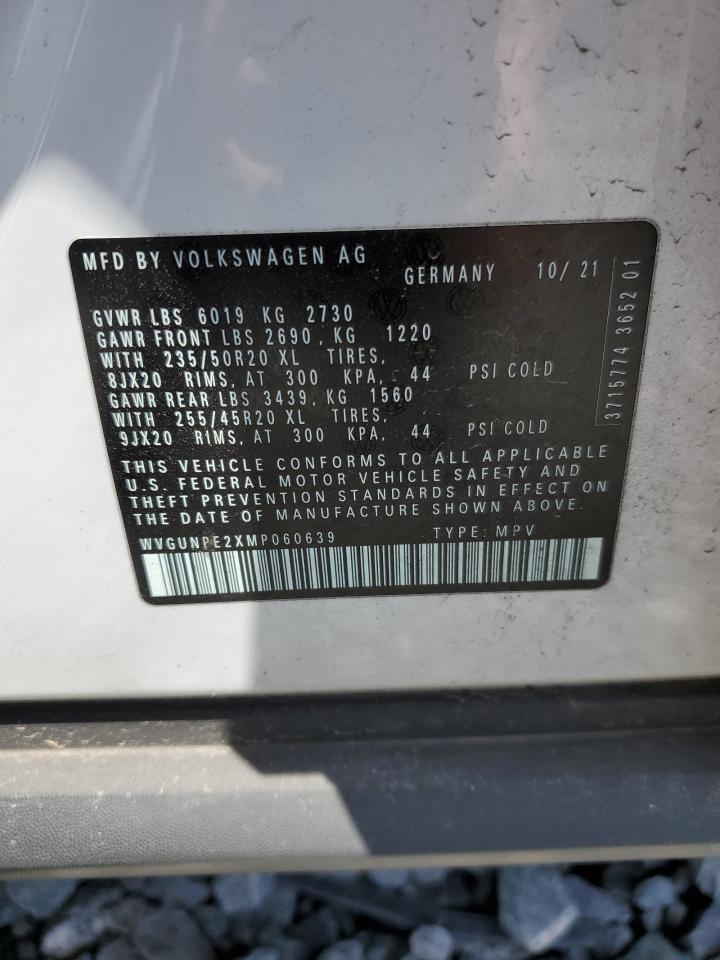 MFD BY VOLKSWAGEN AG
GERMANY 10/ 21
GVWR LBS 6019 KG 2730
GAWR FRONT LBS 2690 , KG 1220
WITH 235/50R20 XL TIRES,
8JX20 RIMS, AT 300 KPA, 44 PSI COLD
GAWR REAR LBS 3439, KG 1560
WITH 255/45R20 XL TIRES,
9JX20 RIMS, AT 300 KPA, 44 PSI COLD
THIS VEHICLE CONFORMS TO ALL APPLICABLE
U.S. FEDERAL MOTOR VEHICLE SAFETY AND
THEFT PREVENTION STANDARDS IN EFFECT ON
THE DATE OF MANUFACTURE SHOWN ABOVE.
WVGUNPE2XMP060639 TYPE: MPV
3715774 3652 01